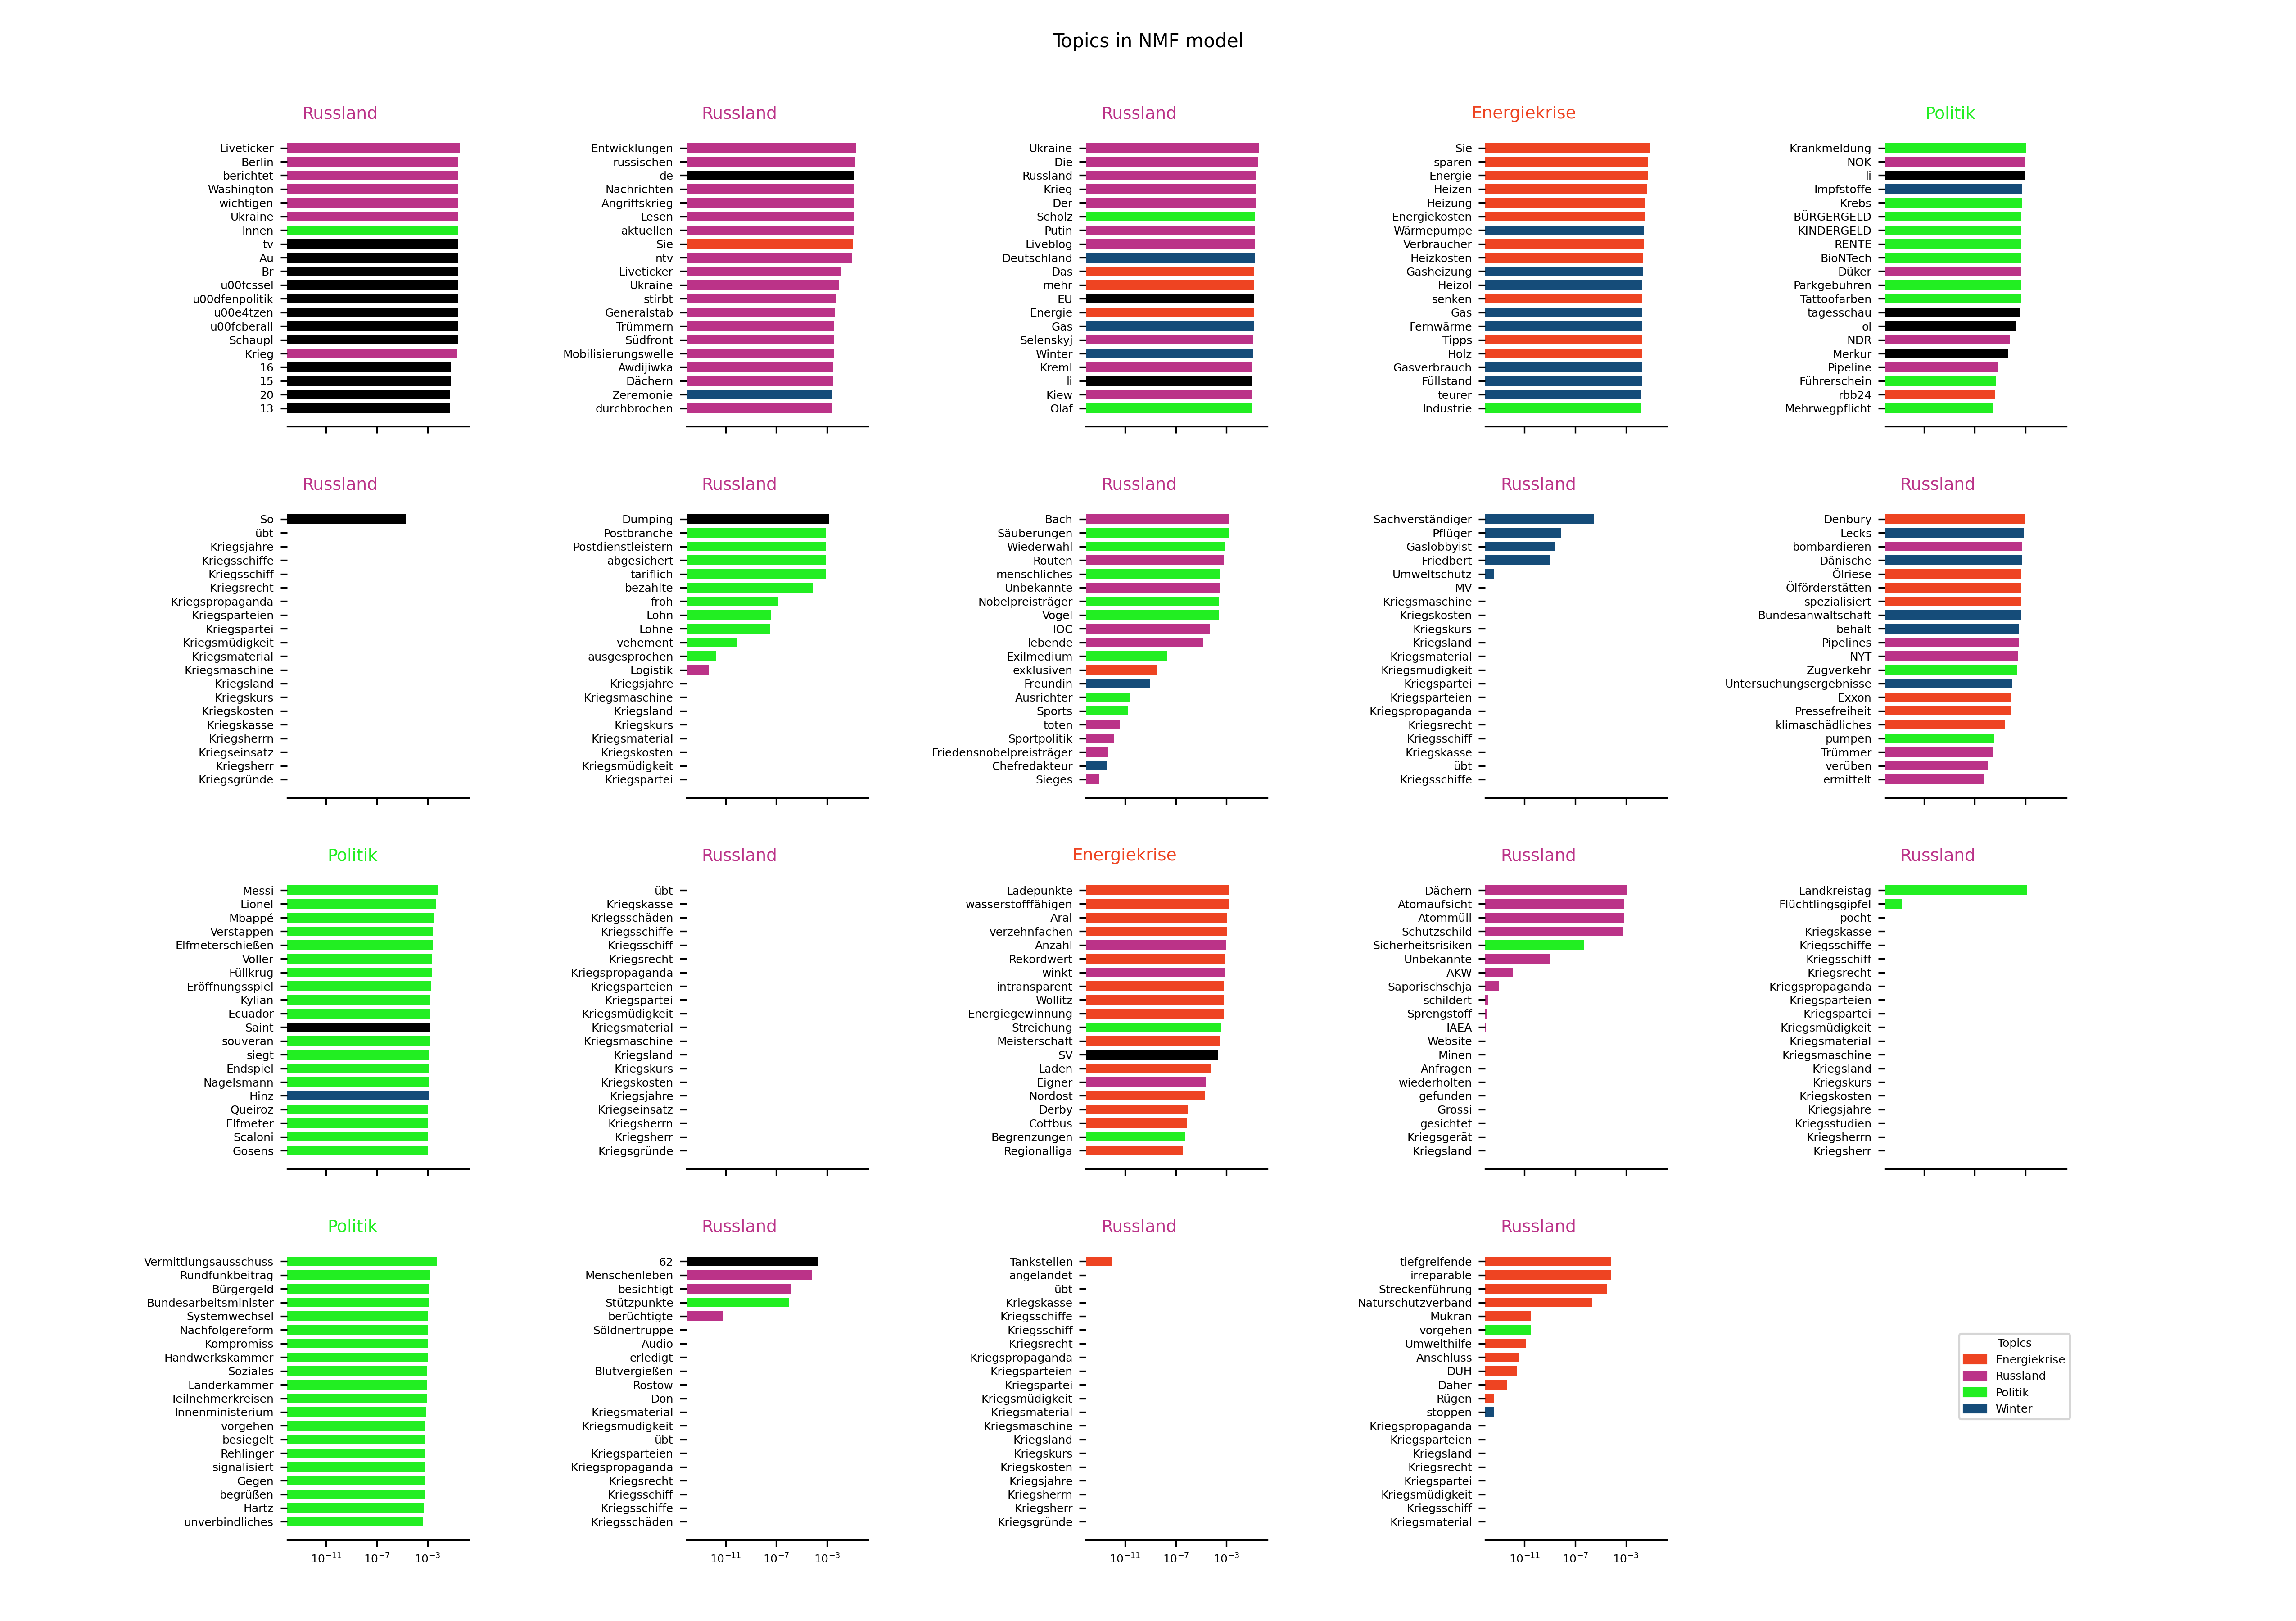 Topics in NMF model
Russland
Liveticker
Berlin
berichtet
Washington
wichtigen
Ukraine
Innen
tv
Au
Br
u00fcssel
u00dfenpolitik
u00e4tzen
u00fcberall
Schaupl
Krieg
16
15
20
13
Russland
Entwicklungen
russischen
de
Nachrichten
Angriffskrieg
Lesen
aktuellen
Sie
ntv
Liveticker
Ukraine
stirbt
Generalstab
Trümmern
Südfront
Mobilisierungswelle
Awdijiwka
Dächern
Zeremonie
durchbrochen
Russland
Ukraine
Die
Russland
Krieg
Der
Scholz
Putin
Liveblog
Deutschland
Das
mehr
EU
Energie
Gas
Selenskyj
Winter
Kreml
li
Kiew
Olaf
Energiekrise
Sie
sparen
Energie
Heizen
Heizung
Energiekosten
Wärmepumpe
Verbraucher
Heizkosten
Gasheizung
Heizöl
senken
Gas
Fernwärme
Tipps
Holz
Gasverbrauch
Füllstand
teurer
Industrie
Politik
Krankmeldung
NOK
li
Impfstoffe
Krebs
BÜRGERGELD
KINDERGELD
RENTE
BioNTech
Düker
Parkgebühren
Tattoofarben
tagesschau
ol
NDR
Merkur
Pipeline
Führerschein
rbb24
Mehrwegpflicht
Russland
So
übt
Kriegsjahre
Kriegsschiffe
Kriegsschiff
Kriegsrecht
Kriegspropaganda
Kriegsparteien
Kriegspartei
Kriegsmüdigkeit
Kriegsmaterial
Kriegsmaschine
Kriegsland
Kriegskurs
Kriegskosten
Kriegskasse
Kriegsherrn
Kriegseinsatz
Kriegsherr
Kriegsgründe
Russland
Dumping
Postbranche
Postdienstleistern
abgesichert
tariflich
bezahlte
froh
Lohn
Löhne
vehement
ausgesprochen
Logistik
Kriegsjahre
Kriegsmaschine
Kriegsland
Kriegskurs
Kriegsmaterial
Kriegskosten
Kriegsmüdigkeit
Kriegspartei
Russland
Bach
Säuberungen
Wiederwahl
Routen
menschliches
Unbekannte
Nobelpreisträger
Vogel
IOC
lebende
Exilmedium
exklusiven
Freundin
Ausrichter
Sports
toten
Sportpolitik
Friedensnobelpreisträger
Chefredakteur
Sieges
Russland
Sachverständiger
Pflüger
Gaslobbyist
Friedbert
Umweltschutz
MV
Kriegsmaschine
Kriegskosten
Kriegskurs
Kriegsland
Kriegsmaterial
Kriegsmüdigkeit
Kriegspartei
Kriegsparteien
Kriegspropaganda
Kriegsrecht
Kriegsschiff
Kriegskasse
übt
Kriegsschiffe
Russland
Denbury
Lecks
bombardieren
Dänische
Ölriese
Ölförderstätten
spezialisiert
Bundesanwaltschaft
behält
Pipelines
NYT
Zugverkehr
Untersuchungsergebnisse
Exxon
Pressefreiheit
klimaschädliches
pumpen
Trümmer
verüben
ermittelt
Politik
Messi
Lionel
Mbappé
Verstappen
Elfmeterschießen
Völler
Füllkrug
Eröffnungsspiel
Kylian
Ecuador
Saint
souverän
siegt
Endspiel
Nagelsmann
Hinz
Queiroz
Elfmeter
Scaloni
Gosens
Russland
übt
Kriegskasse
Kriegsschäden
Kriegsschiffe
Kriegsschiff
Kriegsrecht
Kriegspropaganda
Kriegsparteien
Kriegspartei
Kriegsmüdigkeit
Kriegsmaterial
Kriegsmaschine
Kriegsland
Kriegskurs
Kriegskosten
Kriegsjahre
Kriegseinsatz
Kriegsherrn
Kriegsherr
Kriegsgründe
Energiekrise
Ladepunkte
wasserstofffähigen
Aral
verzehnfachen
Anzahl
Rekordwert
winkt
intransparent
Wollitz
Energiegewinnung
Streichung
Meisterschaft
SV
Laden
Eigner
Nordost
Derby
Cottbus
Begrenzungen
Regionalliga
Russland
Dächern
Atomaufsicht
Atommüll
Schutzschild
Sicherheitsrisiken
Unbekannte
AKW
Saporischschja
schildert
Sprengstoff
IAEA
Website
Minen
Anfragen
wiederholten
gefunden
Grossi
gesichtet
Kriegsgerät
Kriegsland
Russland
Landkreistag
Flüchtlingsgipfel
pocht
Kriegskasse
Kriegsschiffe
Kriegsschiff
Kriegsrecht
Kriegspropaganda
Kriegsparteien
Kriegspartei
Kriegsmüdigkeit
Kriegsmaterial
Kriegsmaschine
Kriegsland
Kriegskurs
Kriegskosten
Kriegsjahre
Kriegsstudien
Kriegsherrn
Kriegsherr
Politik
Vermittlungsausschuss
Rundfunkbeitrag
Bürgergeld
Bundesarbeitsminister
Systemwechsel
Nachfolgereform
Kompromiss
Handwerkskammer
Soziales
Länderkammer
Teilnehmerkreisen
Innenministerium
vorgehen
besiegelt
Rehlinger
signalisiert
Gegen
begrüßen
Hartz
unverbindliches
10⁻¹¹ 10⁻⁷ 10⁻³
Russland
62
Menschenleben
besichtigt
Stützpunkte
berüchtigte
Söldnertruppe
Audio
erledigt
Blutvergießen
Rostow
Don
Kriegsmaterial
Kriegsmüdigkeit
übt
Kriegsparteien
Kriegspropaganda
Kriegsrecht
Kriegsschiff
Kriegsschiffe
Kriegsschäden
10⁻¹¹ 10⁻⁷ 10⁻³
Russland
Tankstellen
angelandet
übt
Kriegskasse
Kriegsschiffe
Kriegsschiff
Kriegsrecht
Kriegspropaganda
Kriegsparteien
Kriegspartei
Kriegsmüdigkeit
Kriegsmaterial
Kriegsmaschine
Kriegsland
Kriegskurs
Kriegskosten
Kriegsjahre
Kriegsherrn
Kriegsherr
Kriegsgründe
10⁻¹¹ 10⁻⁷ 10⁻³
Russland
tiefgreifende
irreparable
Streckenführung
Naturschutzverband
Mukran
vorgehen
Umwelthilfe
Anschluss
DUH
Daher
Rügen
stoppen
Kriegspropaganda
Kriegsparteien
Kriegsland
Kriegsrecht
Kriegspartei
Kriegsmüdigkeit
Kriegsschiff
Kriegsmaterial
10⁻¹¹ 10⁻⁷ 10⁻³
Topics
Energiekrise
Russland
Politik
Winter